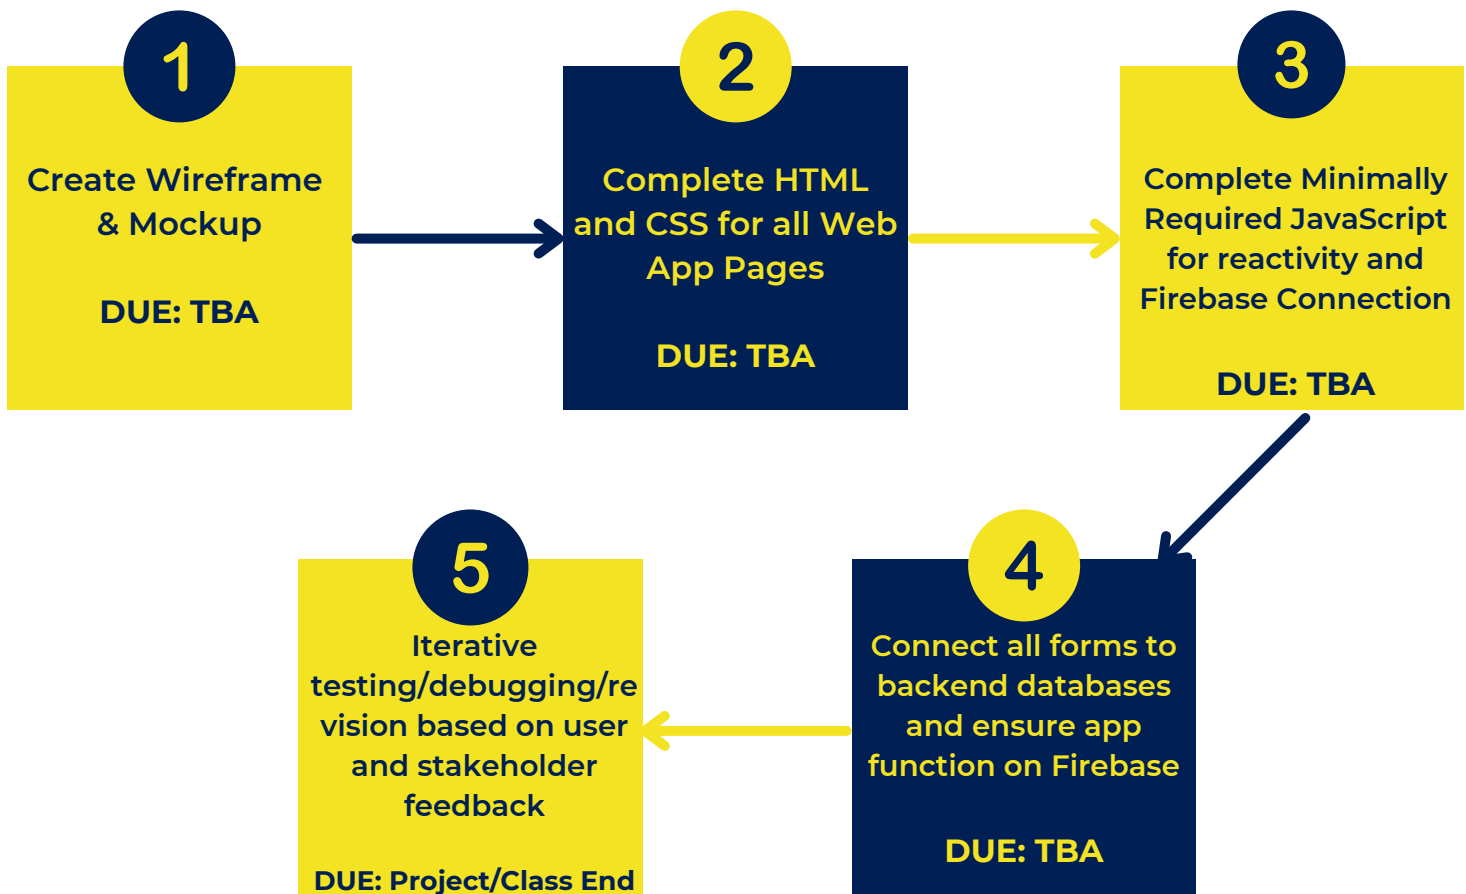 1
Create Wireframe
& Mockup
DUE: TBA
2
Complete HTML
and CSS for all Web
App Pages
DUE: TBA
3
Complete Minimally
Required JavaScript
for reactivity and
Firebase Connection
DUE: TBA
4
Connect all forms to
backend databases
and ensure app
function on Firebase
DUE: TBA
5
Iterative
testing/debugging/re
vision based on user
and stakeholder
feedback
DUE: Project/Class End